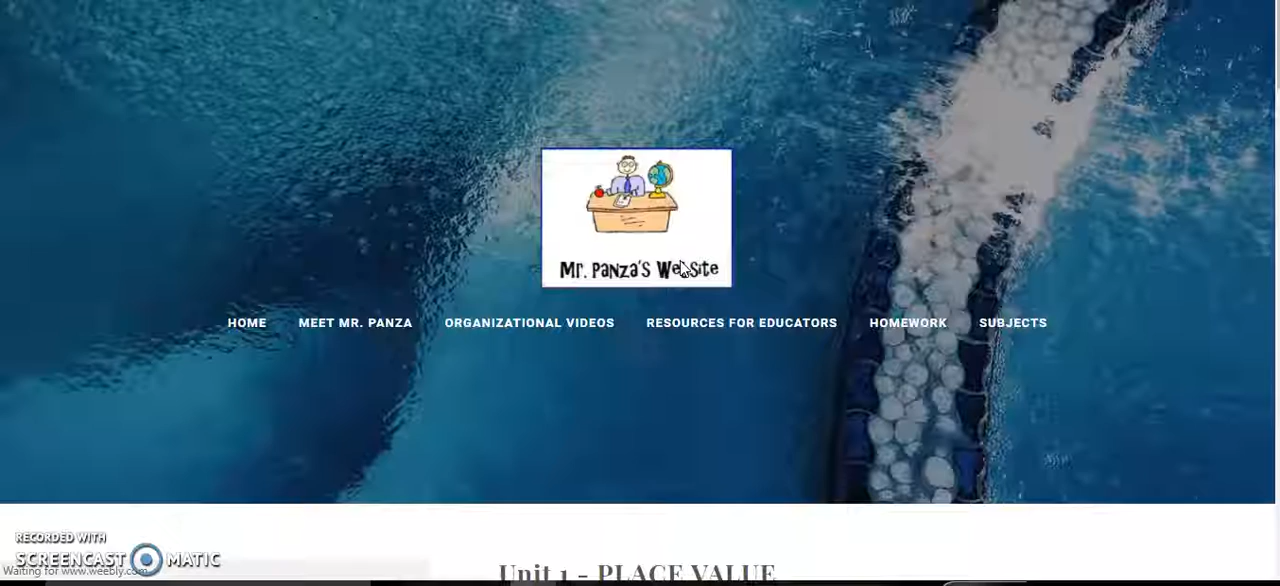 Mr. Panza's Website
HOME MEET MR. PANZA ORGANIZATIONAL VIDEOS RESOURCES FOR EDUCATORS HOMEWORK SUBJECTS
RECORDED WITH
SCREENCAST MATIC
Waiting for www.weebly.com...
Unit 1 - PLACE VALUE